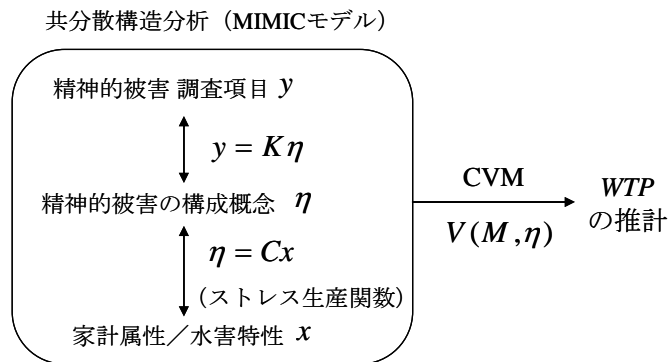 共分散構造分析（MIMICモデル）
精神的被害 調査項目 y
y = Kη
精神的被害の構成概念 η
η = Cx
（ストレス生産関数）
家計属性／水害特性 x
CVM
V(M,η)
WTP
の推計